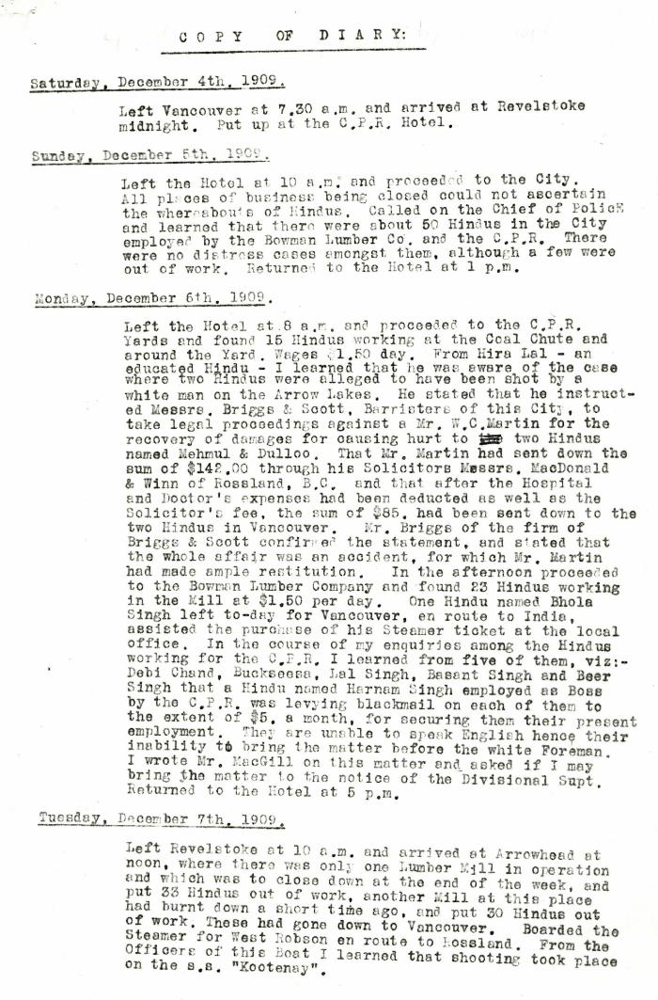 COPY OF DIARY:
Saturday, December 4th, 1909.
Left Vancouver at 7.30 a.m. and arrived at Revelstoke
midnight. Put up at the C.P.R. Hotel.
Sunday, December 5th, 1909.
Left the Hotel at 10 a.m. and proceeded to the City.
All places of business being closed could not ascertain
the whereabouts of Hindus. Called on the Chief of PolicE
and learned that there were about 50 Hindus in the City
employed by the Bowman Lumber Co. and the C.P.R. There
were no distress cases amongst them, although a few were
out of work. Returned to the Hotel at 1 p.m.
Monday, December 6th, 1909.
Left the Hotel at 8 a.m. and proceeded to the C.P.R.
Yards and found 15 Hindus working at the Coal Chute and
around the Yard. Wages $1.50 day. From Hira Lal - an
educated Hindu - I learned that he was aware of the case
where two Hindus were alleged to have been shot by a
white man on the Arrow Lakes. He stated that he instruct-
ed Messrs. Briggs & Scott, Barristers of this City, to
take legal proceedings against a Mr. W.C.Martin for the
recovery of damages for causing hurt to two Hindus
named Mehmul & Dulloo. That Mr. Martin had sent down the
sum of $142.00 through his Solicitors Messrs. MacDonald
& Winn of Rossland, B.C. and that after the Hospital
and Doctor's expenses had been deducted as well as the
Solicitor's fee, the sum of $85. had been sent down to the
two Hindus in Vancouver. Mr. Briggs of the firm of
Briggs & Scott confirmed the statement, and stated that
the whole affair was an accident, for which Mr. Martin
had made ample restitution. In the afternoon proceeded
to the Bowman Lumber Company and found 23 Hindus working
in the Mill at $1.50 per day. One Hindu named Bhola
Singh left to-day for Vancouver, en route to India,
assisted the purchase of his Steamer ticket at the local
office. In the course of my enquiries among the Hindus
working for the C.P.R. I learned from five of them, viz:-
Debi Chand, Buckseesa, Lal Singh, Basant Singh and Beer
Singh that a Hindu named Harnam Singh employed as Boss
by the C.P.R. was levying blackmail on each of them to
the extent of $5. a month, for securing them their present
employment. They are unable to speak English hence their
inability to bring the matter before the white Foreman.
I wrote Mr. MacGill on this matter and asked if I may
bring the matter to the notice of the Divisional Supt.
Returned to the Hotel at 5 p.m.
Tuesday, December 7th, 1909.
Left Revelstoke at 10 a.m. and arrived at Arrowhead at
noon, where there was only one Lumber Mill in operation
and which was to close down at the end of the week, and
put 33 Hindus out of work, another Mill at this place
had burnt down a short time ago, and put 30 Hindus out
of work. These had gone down to Vancouver. Boarded the
Steamer for West Robson en route to Rossland. From the
Officers of this Boat I learned that shooting took place
on the s.s. "Kootenay".